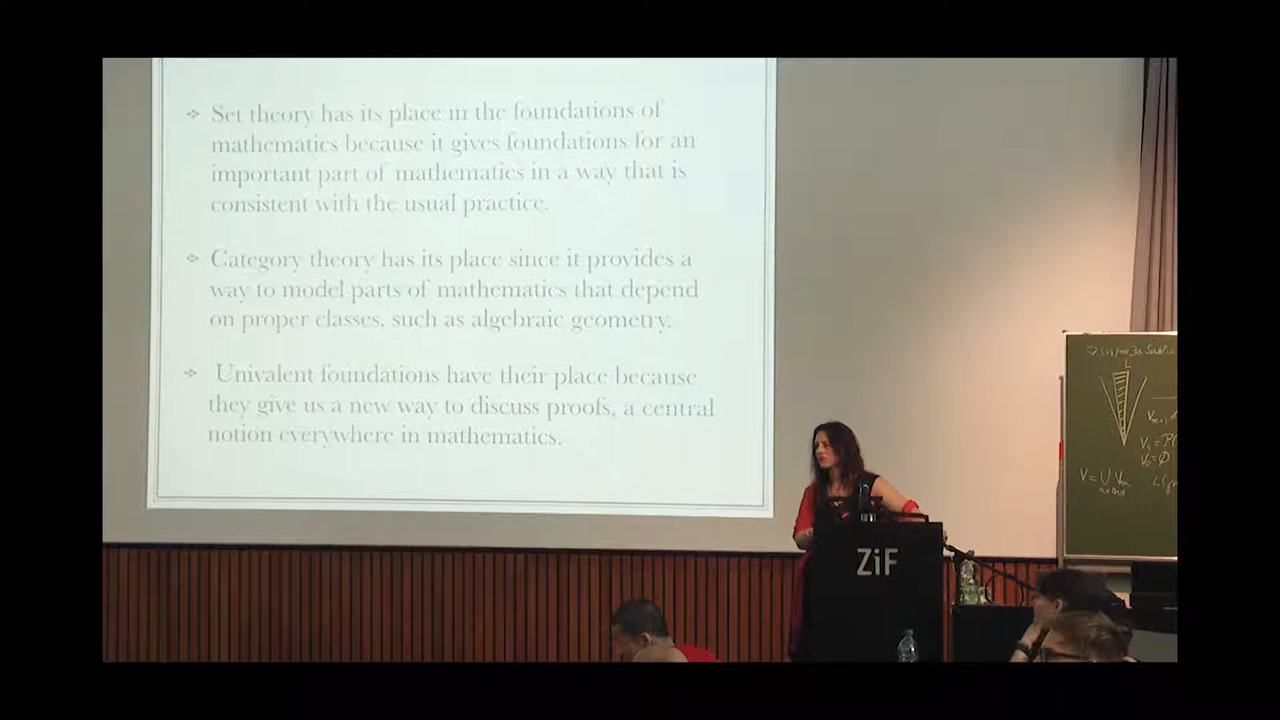 Set theory has its place in the foundations of
mathematics because it gives foundations for an
important part of mathematics in a way that is
consistent with the usual practice.
Category theory has its place since it provides a
way to model parts of mathematics that depend
on proper classes, such as algebraic geometry.
Univalent foundations have their place because
they give us a new way to discuss proofs, a central
notion everywhere in mathematics.
ZiF
L
V₀=∅